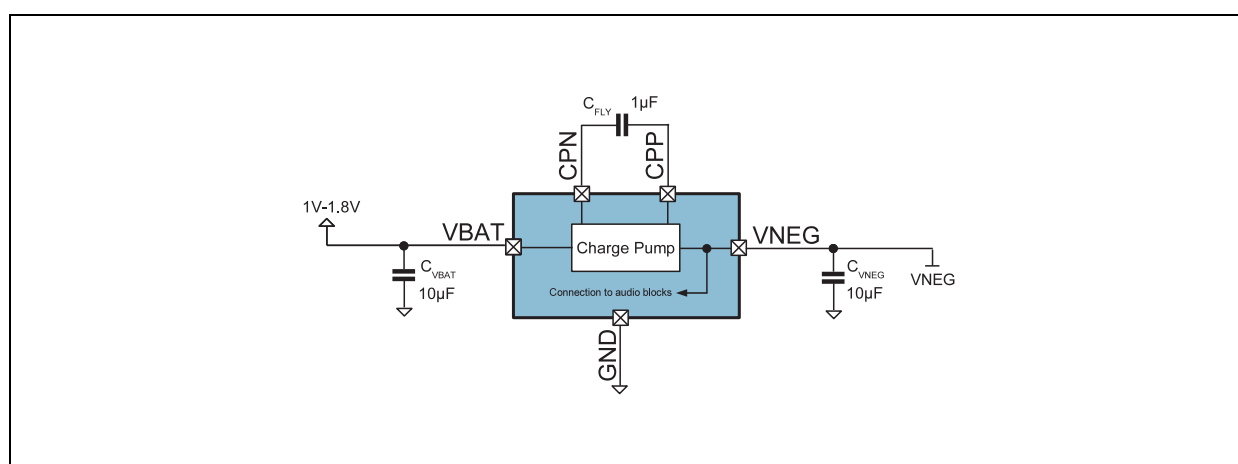 C_FLY 1µF
CPN
CPP
1V-1.8V
VBAT
Charge Pump
VNEG
C_VBAT
10µF
Connection to audio blocks
C_VNEG
10µF
VNEG
GND